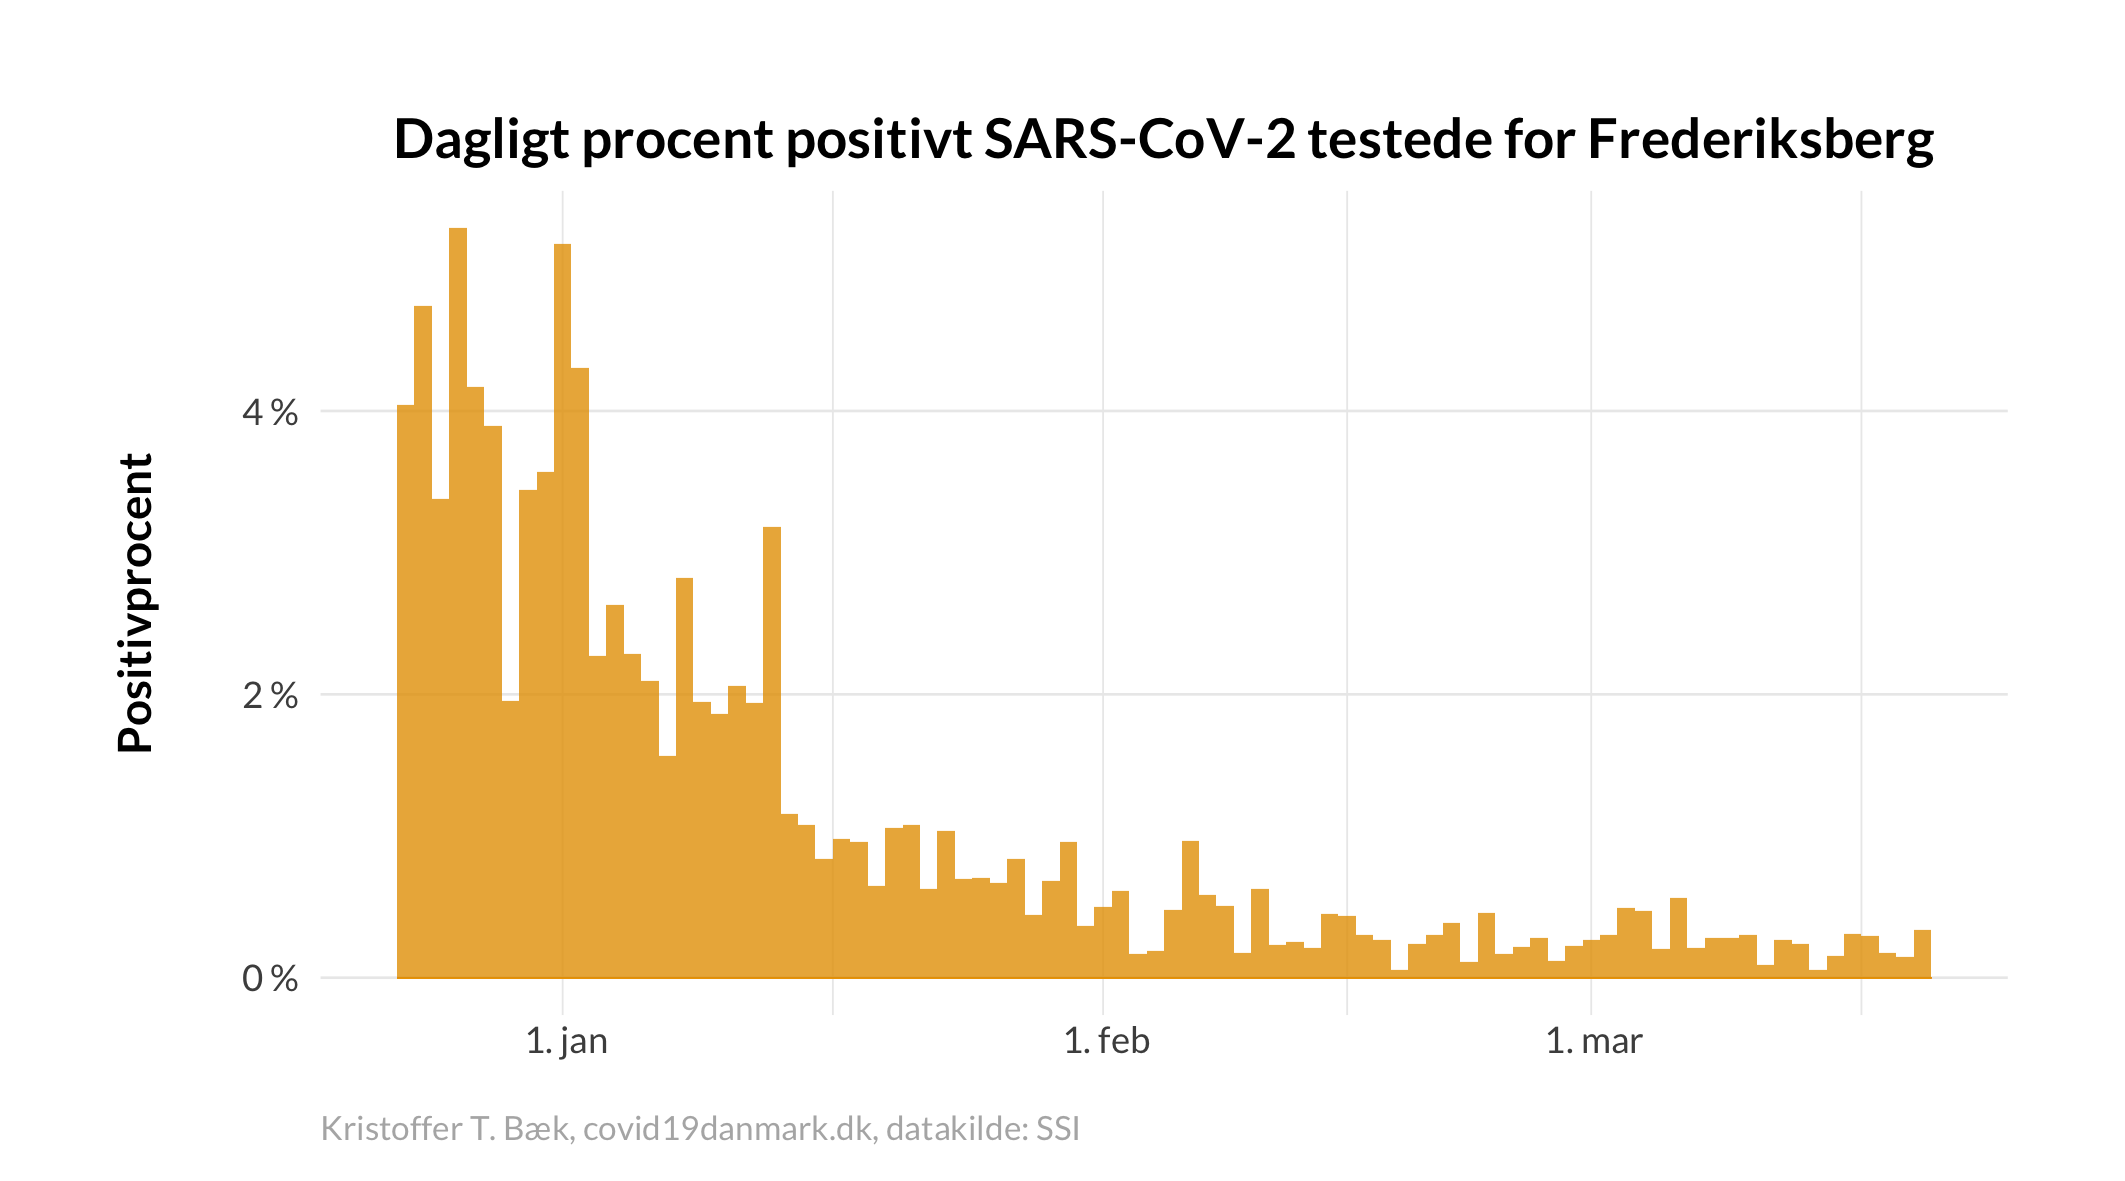 Dagligt procent positivt SARS-CoV-2 testede for Frederiksberg
Positivprocent
4 %
2 %
0 %
1. jan
1. feb
1. mar
Kristoffer T. Bæk, covid19danmark.dk, datakilde: SSI